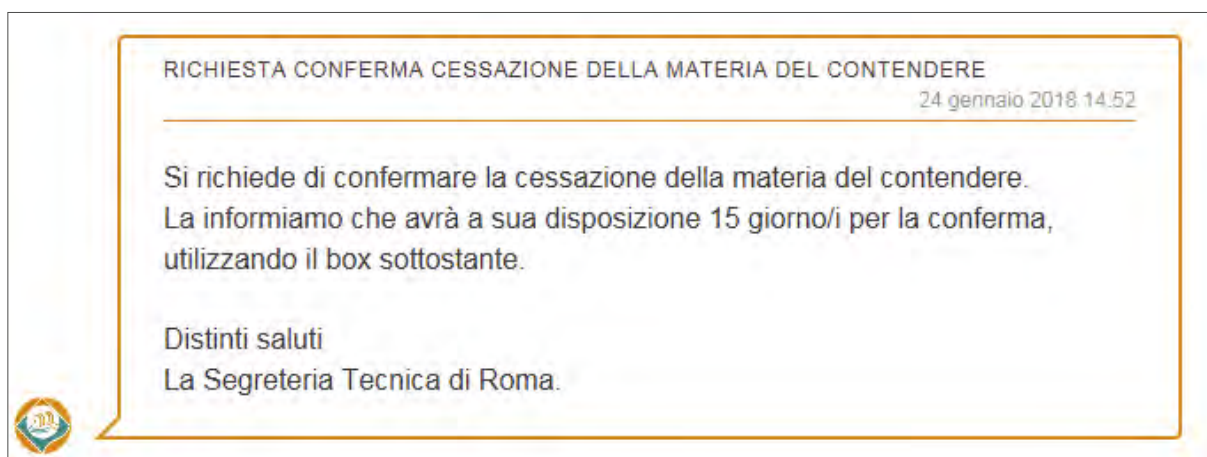 RICHIESTA CONFERMA CESSAZIONE DELLA MATERIA DEL CONTENDERE
24 gennaio 2018 14.52
Si richiede di confermare la cessazione della materia del contendere.
La informiamo che avrà a sua disposizione 15 giorno/i per la conferma,
utilizzando il box sottostante.
Distinti saluti
La Segreteria Tecnica di Roma.